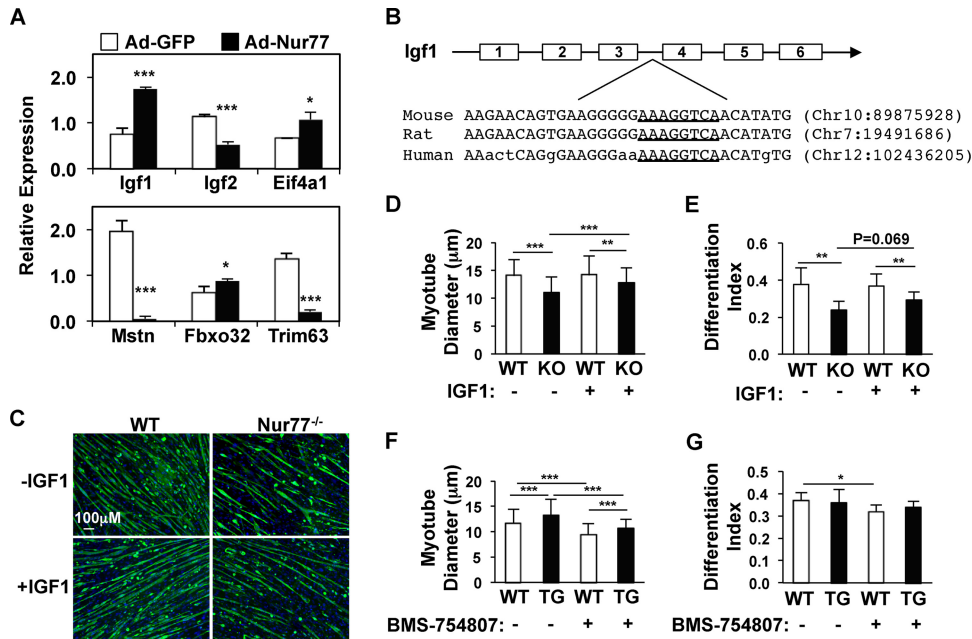 A
Ad-GFP Ad-Nur77
Relative Expression
2.0
1.0
0.0
***
***
*
Igf1 Igf2 Eif4a1
2.0
1.0
0.0
***
*
***
Mstn Fbxo32 Trim63
B
Igf1 1 2 3 4 5 6
Mouse AAGAACAGTGAAGGGGGAAAGGTCAACATATG (Chr10:89875928)
Rat AAGAACAGTGAAGGGGGAAAGGTCAACATATG (Chr7:19491686)
Human AAactCAGgGAAGGGaaAAAGGTCAACATgTG (Chr12:102436205)
C
WT Nur77-/-
-IGF1
100μM
+IGF1
D
Myotube
Diameter (μm)
20
15
10
5
0
***
***
**
WT KO WT KO
IGF1: - - + +
E
Differentiation
Index
0.6
0.4
0.2
0.0
P=0.069
**
**
WT KO WT KO
IGF1: - - + +
F
Myotube
Diameter (μm)
20
15
10
5
0
***
***
***
***
WT TG WT TG
BMS-754807: - - + +
G
Differentiation
Index
0.5
0.4
0.3
0.2
0.1
0.0
*
WT TG WT TG
BMS-754807: - - + +